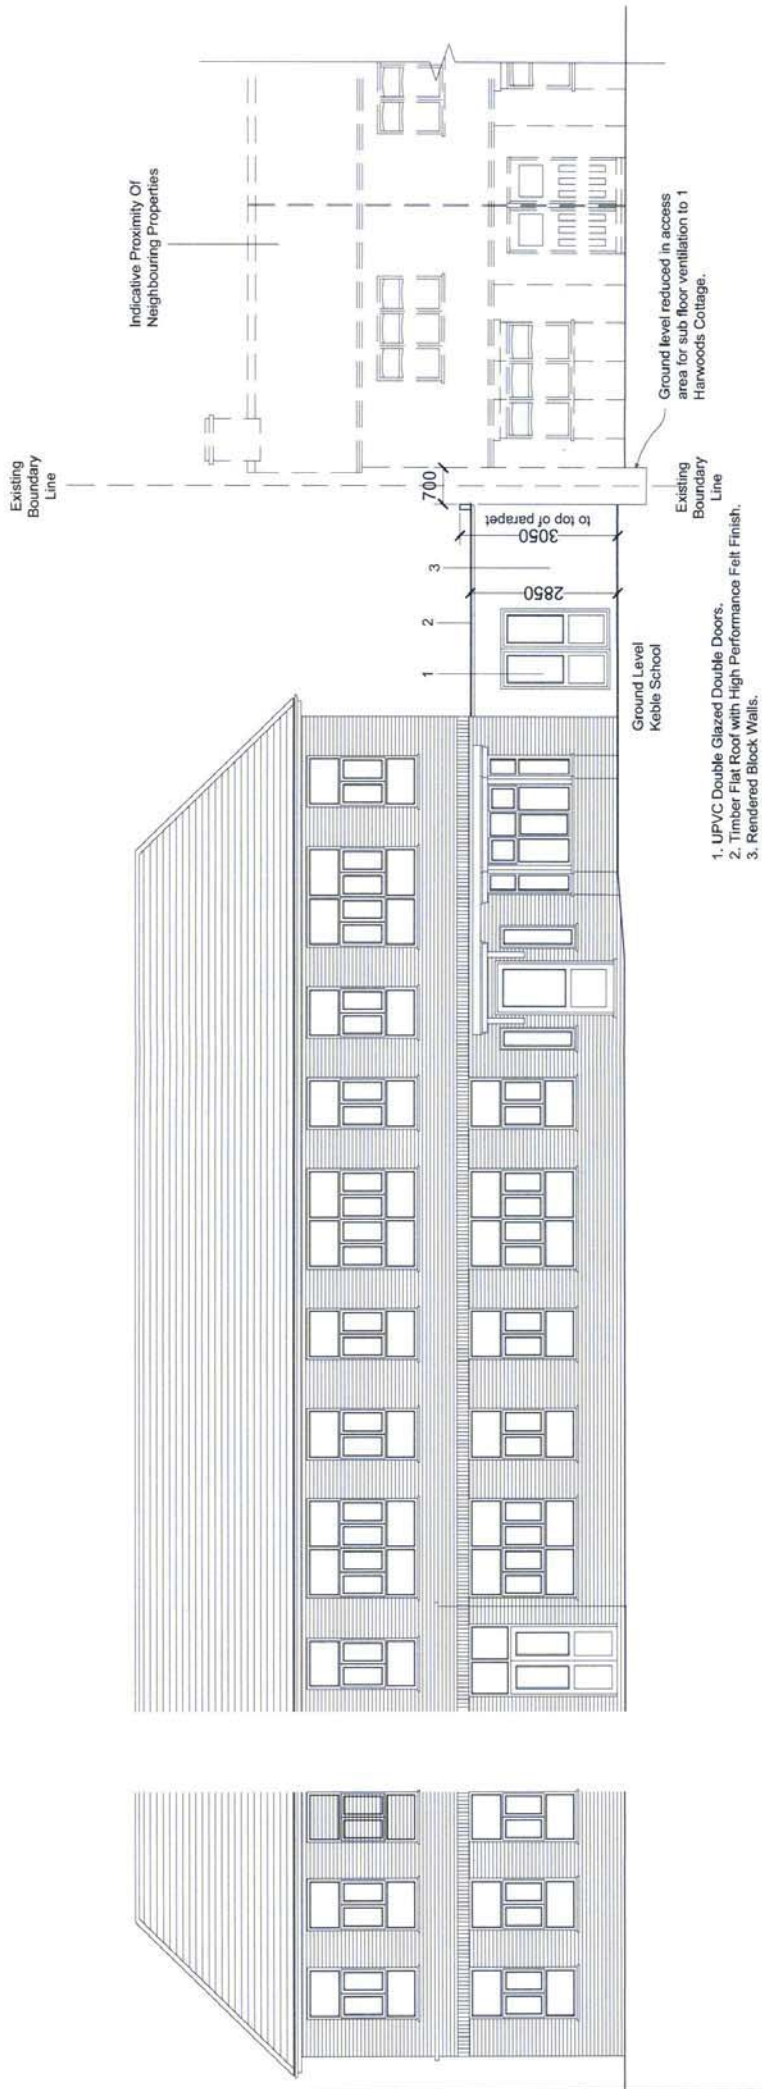 Existing
Boundary
Line
Indicative Proximity Of
Neighbouring Properties
1
2
3
2850
3050
to top of parapet
700
Ground Level
Keble School
Existing
Boundary
Line
Ground level reduced in access
area for sub floor ventilation to 1
Harwoods Cottage.
1. UPVC Double Glazed Double Doors.
2. Timber Flat Roof with High Performance Felt Finish.
3. Rendered Block Walls.